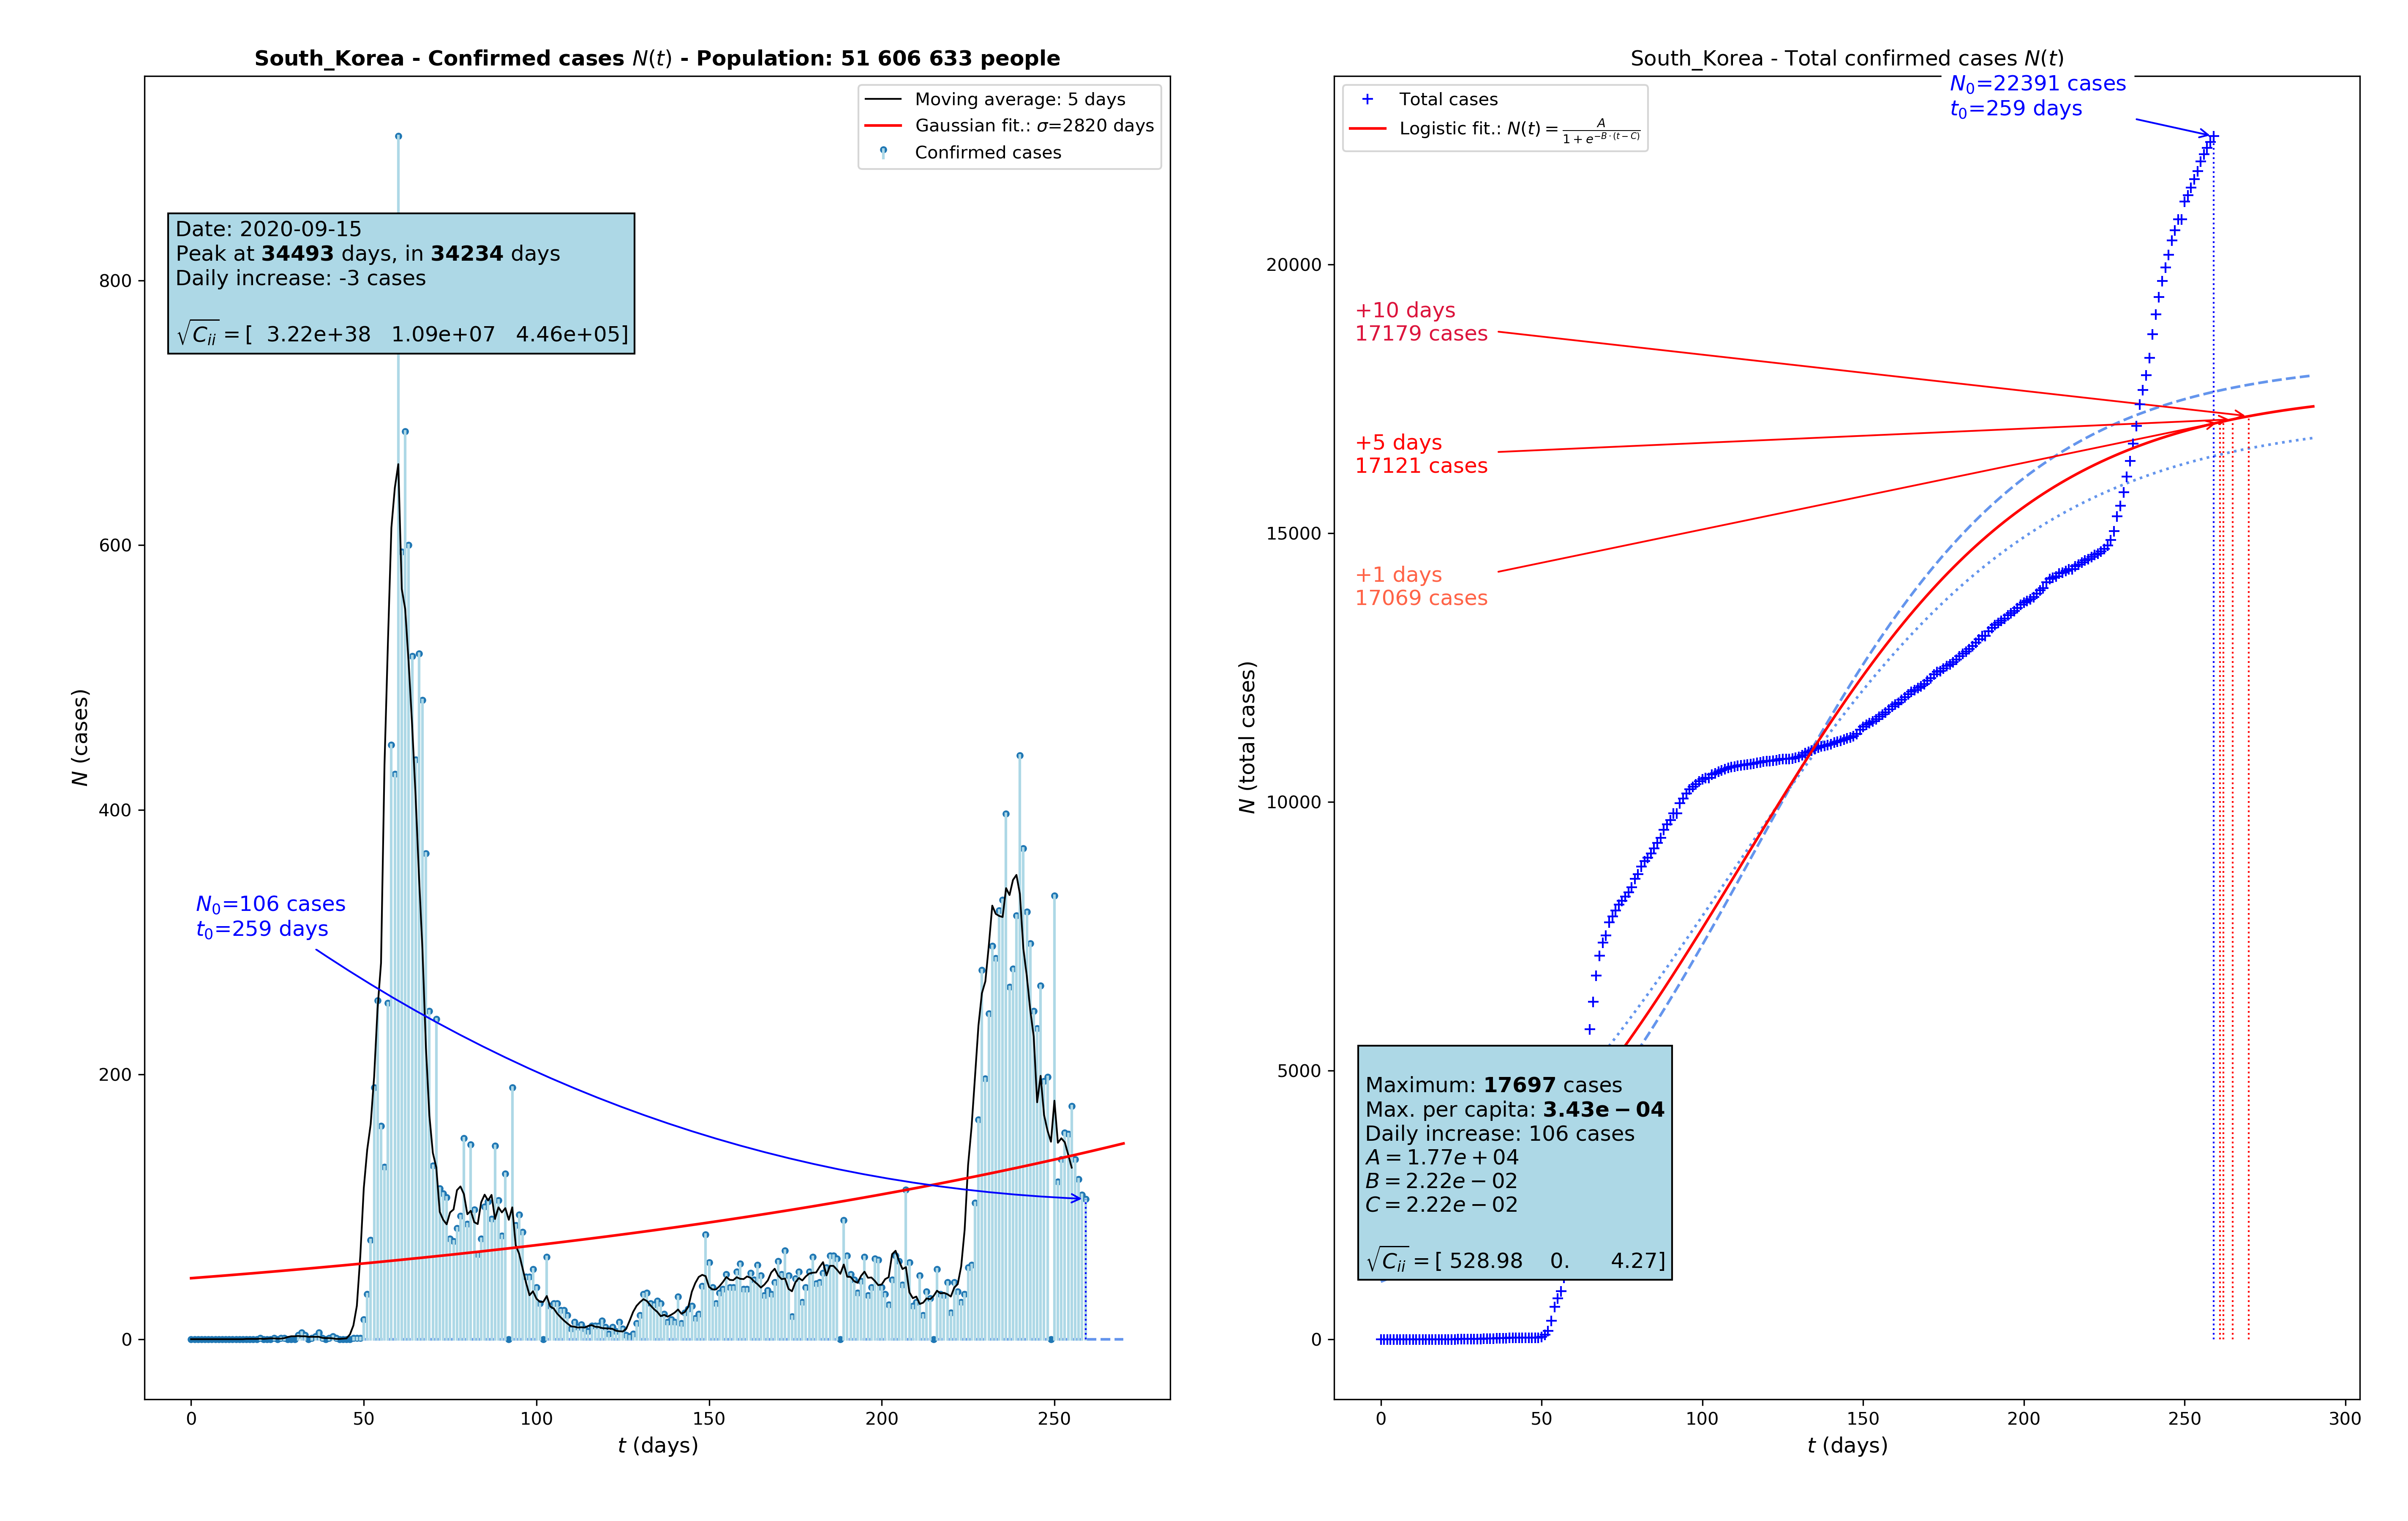 South_Korea - Confirmed cases N(t) - Population: 51 606 633 people
Moving average: 5 days
Gaussian fit.: σ=2820 days
Confirmed cases
Date: 2020-09-15
Peak at 34493 days, in 34234 days
Daily increase: -3 cases
√Cii = [ 3.22e+38 1.09e+07 4.46e+05]
N0=106 cases
t0=259 days
N (cases)
800
600
400
200
0
0 50 100 150 200 250
t (days)
South_Korea - Total confirmed cases N(t)
Total cases
Logistic fit.: N(t) = A / (1 + e^(−B·(t−C)))
N0=22391 cases
t0=259 days
+10 days
17179 cases
+5 days
17121 cases
+1 days
17069 cases
Maximum: 17697 cases
Max. per capita: 3.43e − 04
Daily increase: 106 cases
A = 1.77e + 04
B = 2.22e − 02
C = 2.22e − 02
√Cii = [ 528.98 0. 4.27]
N (total cases)
20000
15000
10000
5000
0
0 50 100 150 200 250 300
t (days)